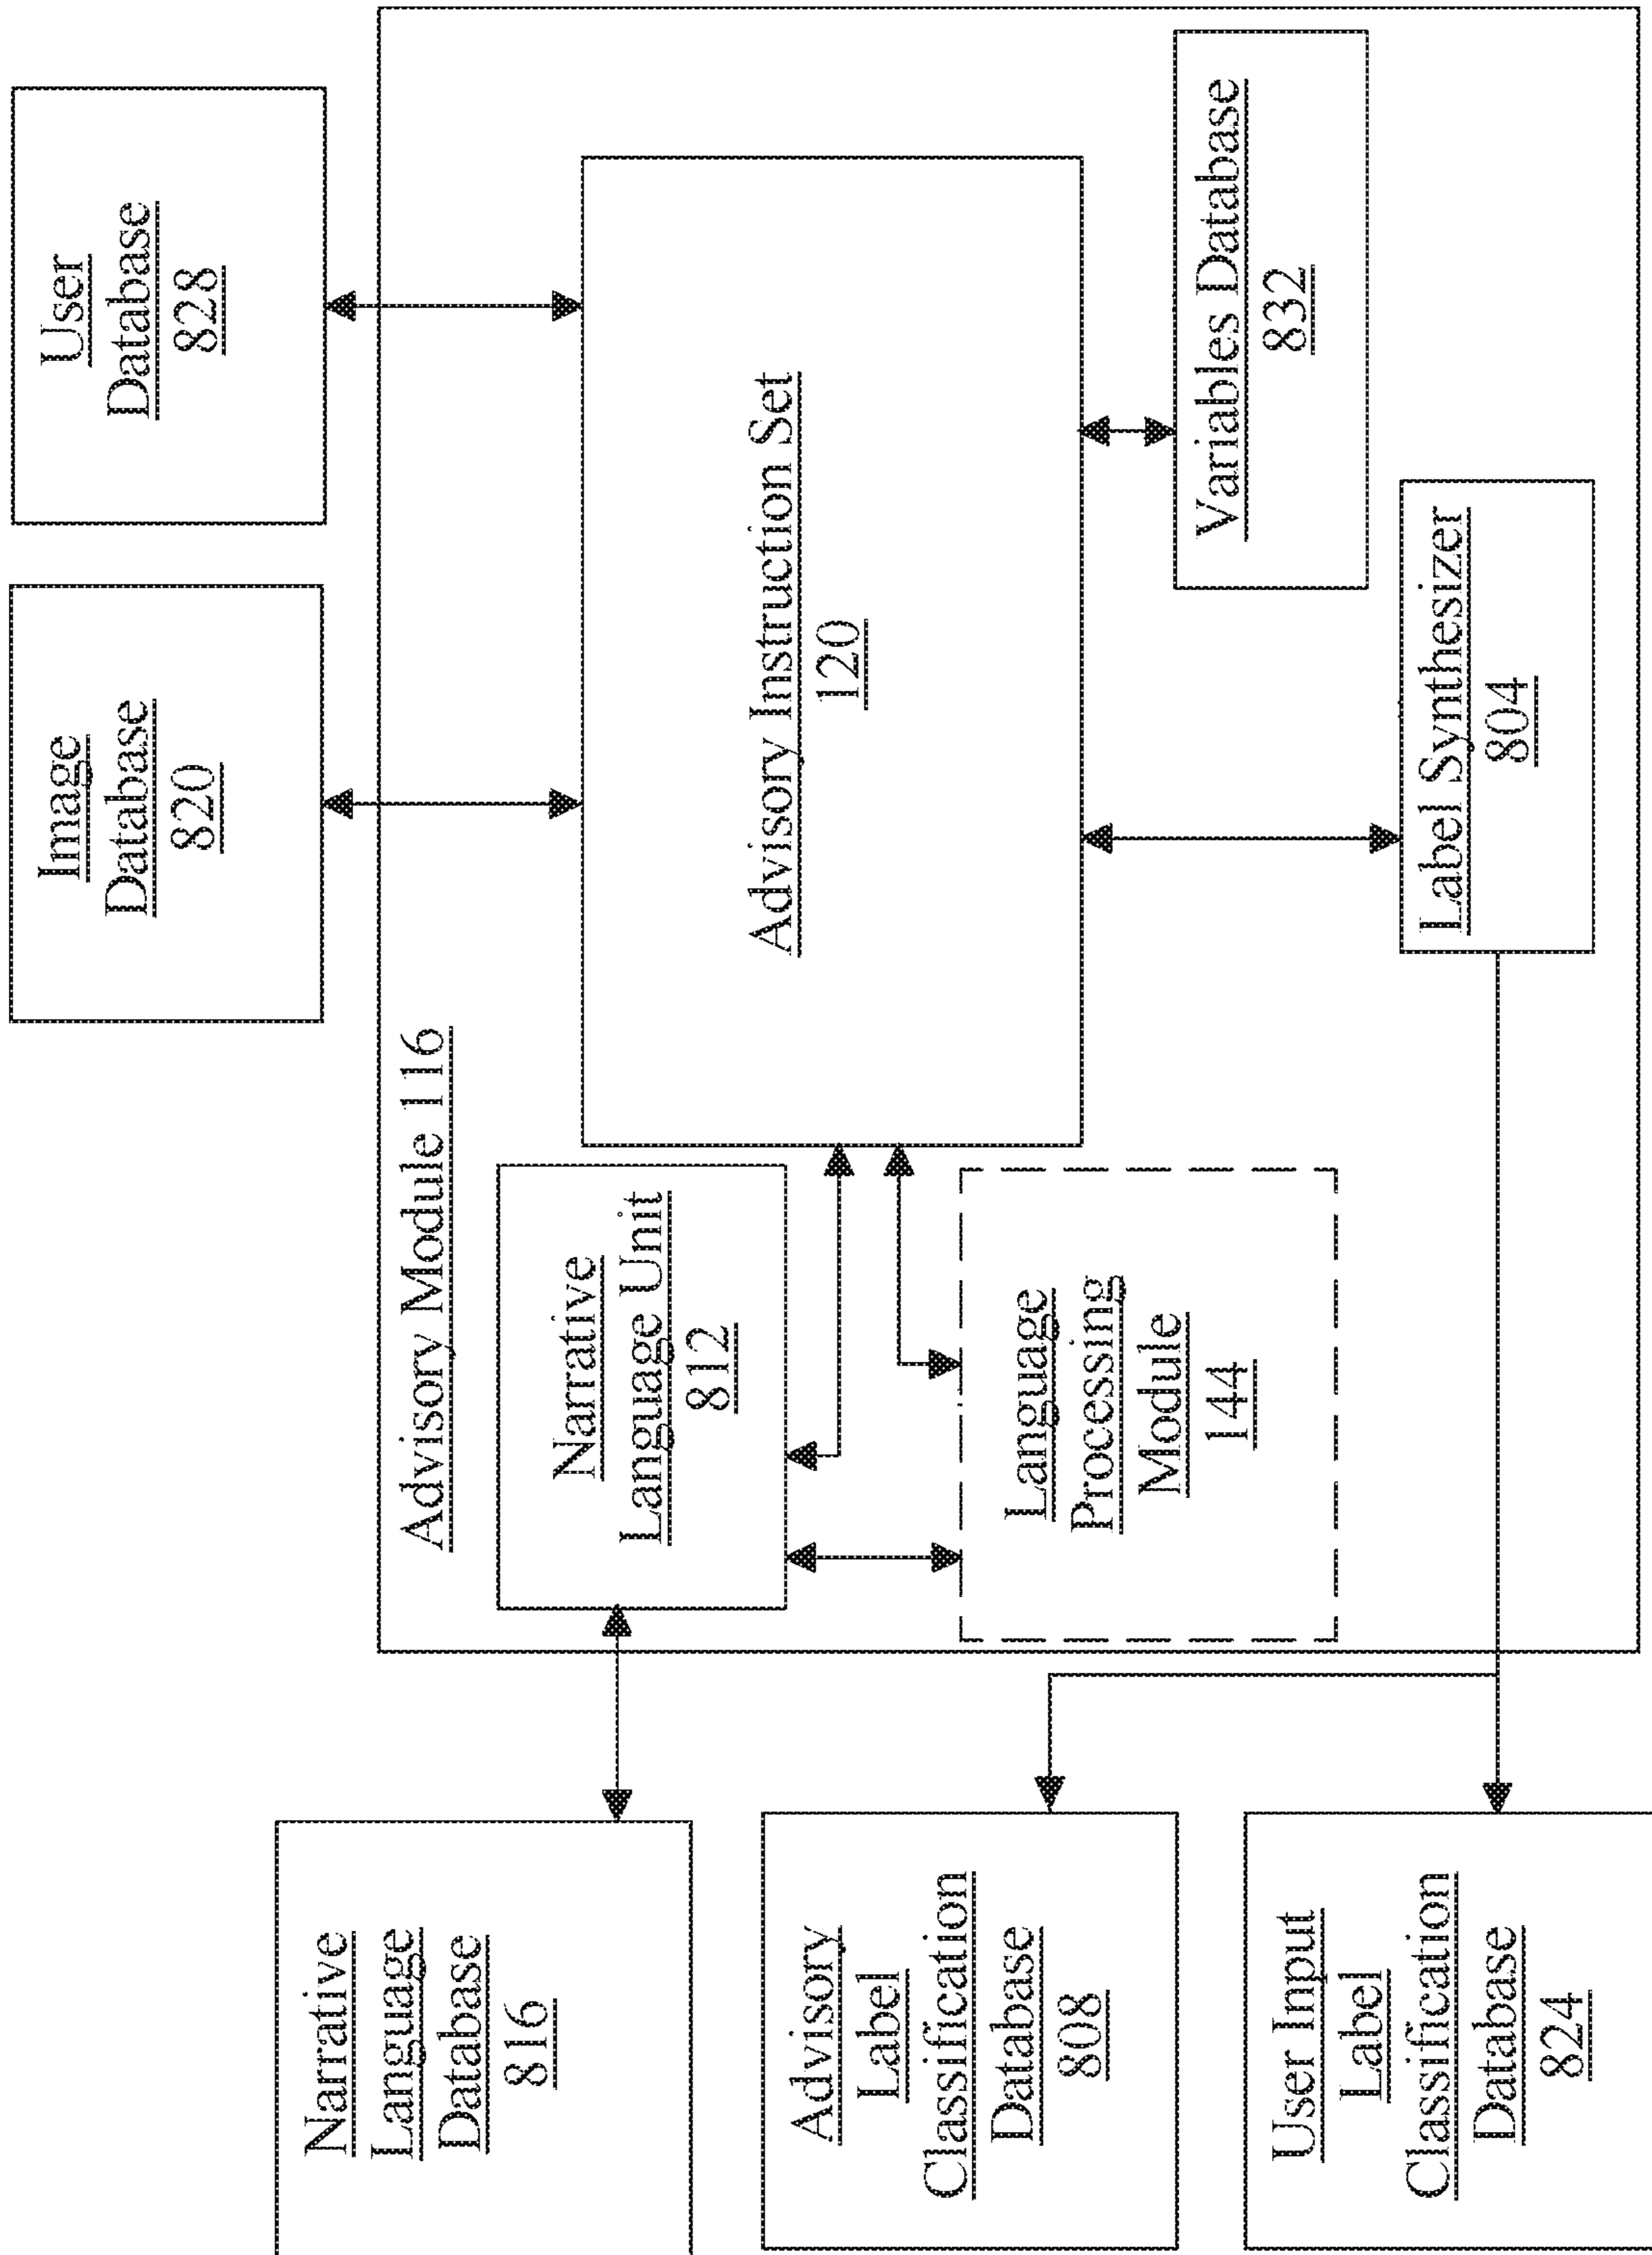 Narrative
Language
Database
816
Advisory
Label
Classification
Database
808
User Input
Label
Classification
Database
824
Advisory Module 116
Narrative
Language Unit
812
Language
Processing
Module
144
Image
Database
820
User
Database
828
Advisory Instruction Set
120
Variables Database
832
Label Synthesizer
804